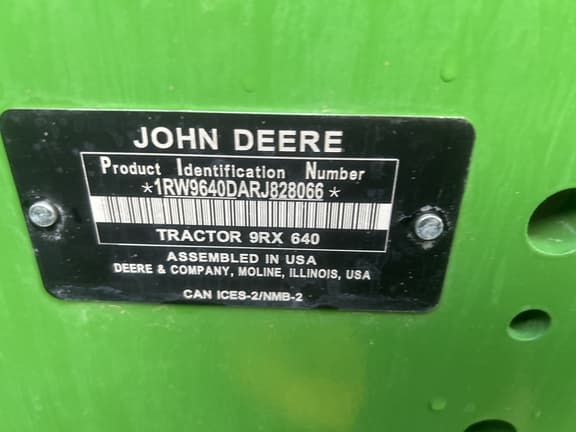 JOHN DEERE
Product Identification Number
*1RW9640DARJ828066*
TRACTOR 9RX 640
ASSEMBLED IN USA
DEERE & COMPANY, MOLINE, ILLINOIS, USA
CAN ICES-2/NMB-2